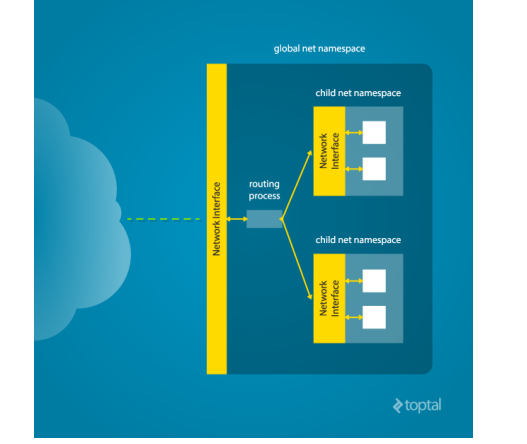 global net namespace
child net namespace
Network
Interface
routing
process
Network Interface
child net namespace
Network
Interface
toptal